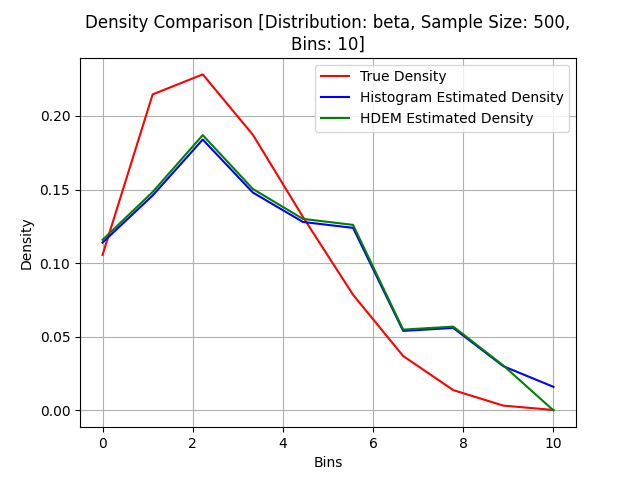 Density Comparison [Distribution: beta, Sample Size: 500,
Bins: 10]
True Density
Histogram Estimated Density
HDEM Estimated Density
Density
0.20
0.15
0.10
0.05
0.00
0 2 4 6 8 10
Bins